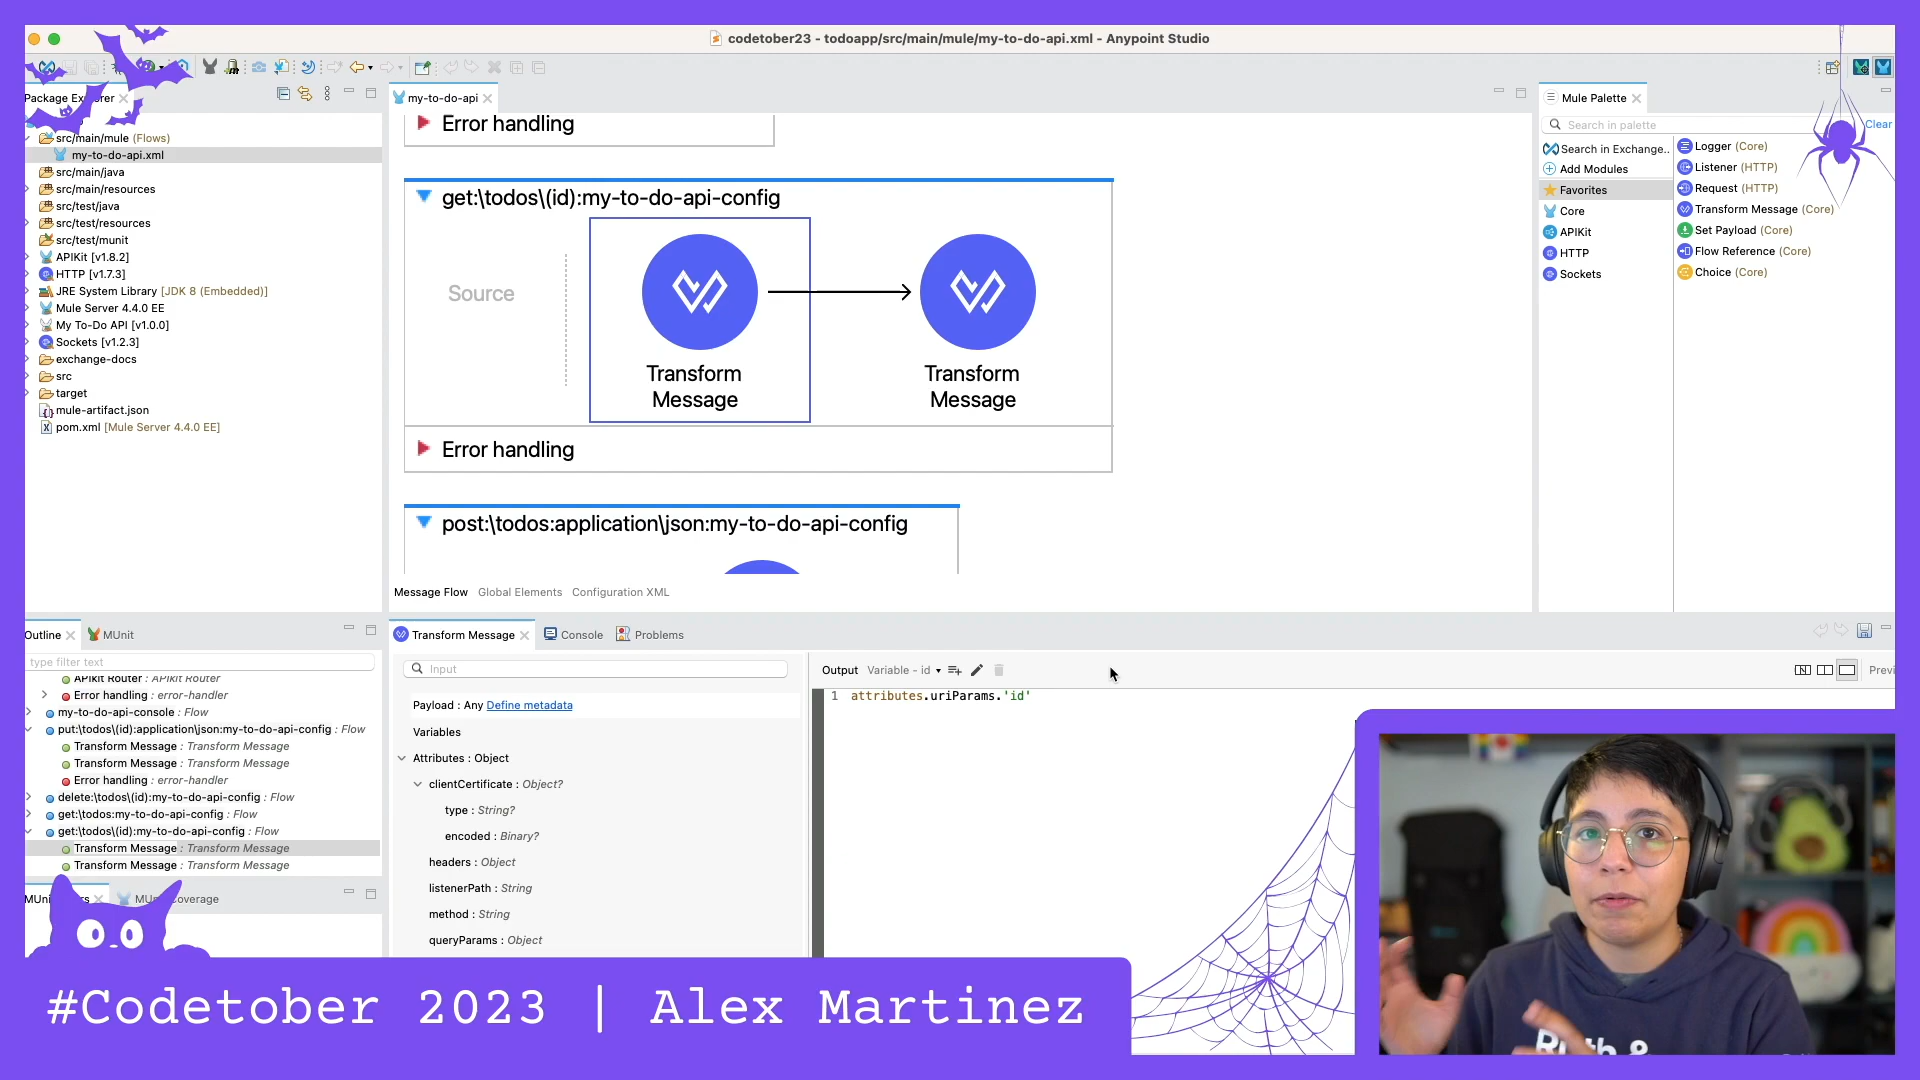 codetober23 - todoapp/src/main/mule/my-to-do-api.xml - Anypoint Studio
Package Explorer
src/main/mule (Flows)
my-to-do-api.xml
src/main/java
src/main/resources
src/test/java
src/test/resources
src/test/munit
APIKit [v1.8.2]
HTTP [v1.7.3]
JRE System Library [JDK 8 (Embedded)]
Mule Server 4.4.0 EE
My To-Do API [v1.0.0]
Sockets [v1.2.3]
exchange-docs
src
target
mule-artifact.json
pom.xml [Mule Server 4.4.0 EE]
my-to-do-api
Error handling
get:\todos\(id):my-to-do-api-config
Source
Transform
Message
Transform
Message
Error handling
post:\todos:application\json:my-to-do-api-config
Message Flow Global Elements Configuration XML
Mule Palette
Search in palette
Clear
Search in Exchange..
Add Modules
Favorites
Core
APIKit
HTTP
Sockets
Logger (Core)
Listener (HTTP)
Request (HTTP)
Transform Message (Core)
Set Payload (Core)
Flow Reference (Core)
Choice (Core)
Outline MUnit
type filter text
APIkit Router : APIkit Router
Error handling : error-handler
my-to-do-api-console : Flow
put:\todos\(id):application\json:my-to-do-api-config : Flow
Transform Message : Transform Message
Transform Message : Transform Message
Error handling : error-handler
delete:\todos\(id):my-to-do-api-config : Flow
get:\todos:my-to-do-api-config : Flow
get:\todos\(id):my-to-do-api-config : Flow
Transform Message : Transform Message
Transform Message : Transform Message
Transform Message Console Problems
Input
Payload : Any Define metadata
Variables
Attributes : Object
clientCertificate : Object?
type : String?
encoded : Binary?
headers : Object
listenerPath : String
method : String
queryParams : Object
Output Variable - id
Previ
1 attributes.uriParams.'id'
#Codetober 2023 | Alex Martinez